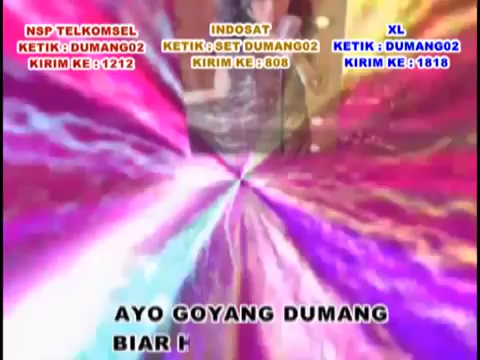 NSP TELKOMSEL
KETIK : DUMANG02
KIRIM KE : 1212
INDOSAT
KETIK : SET DUMANG02
KIRIM KE : 808
XL
KETIK : DUMANG02
KIRIM KE : 1818
AYO GOYANG DUMANG
BIAR